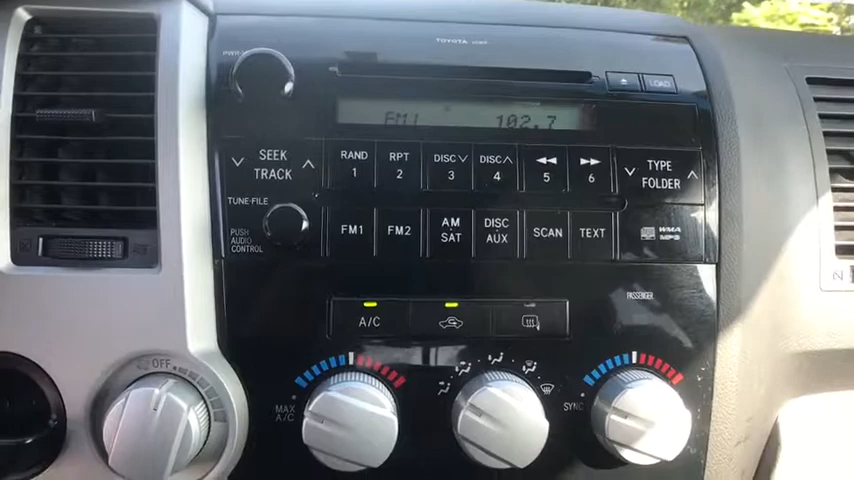 TOYOTA
PWR·VOL
LOAD
FM1 102.7
SEEK
TRACK
RAND
1
RPT
2
DISC
3
DISC
4
5
6
TYPE
FOLDER
TUNE·FILE
PUSH
AUDIO
CONTROL
FM1
FM2
AM
SAT
DISC
AUX
SCAN
TEXT
WMA
MP3
PASSENGER
A/C
OFF
MAX
A/C
SYNC